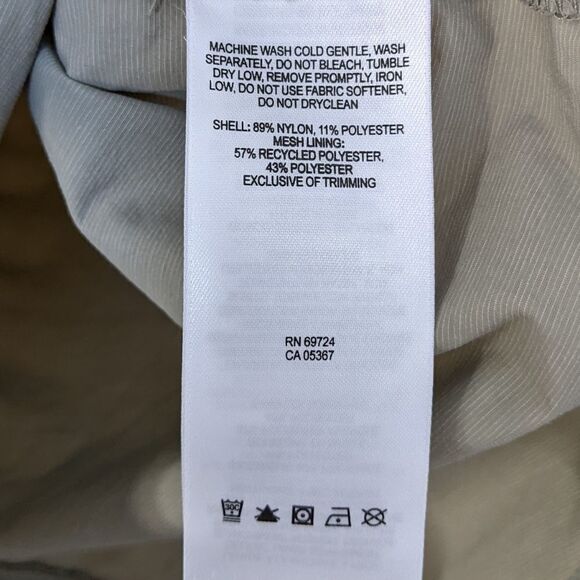 MACHINE WASH COLD GENTLE, WASH
SEPARATELY, DO NOT BLEACH, TUMBLE
DRY LOW, REMOVE PROMPTLY, IRON
LOW, DO NOT USE FABRIC SOFTENER,
DO NOT DRYCLEAN
SHELL: 89% NYLON, 11% POLYESTER
MESH LINING:
57% RECYCLED POLYESTER,
43% POLYESTER
EXCLUSIVE OF TRIMMING
RN 69724
CA 05367
30C